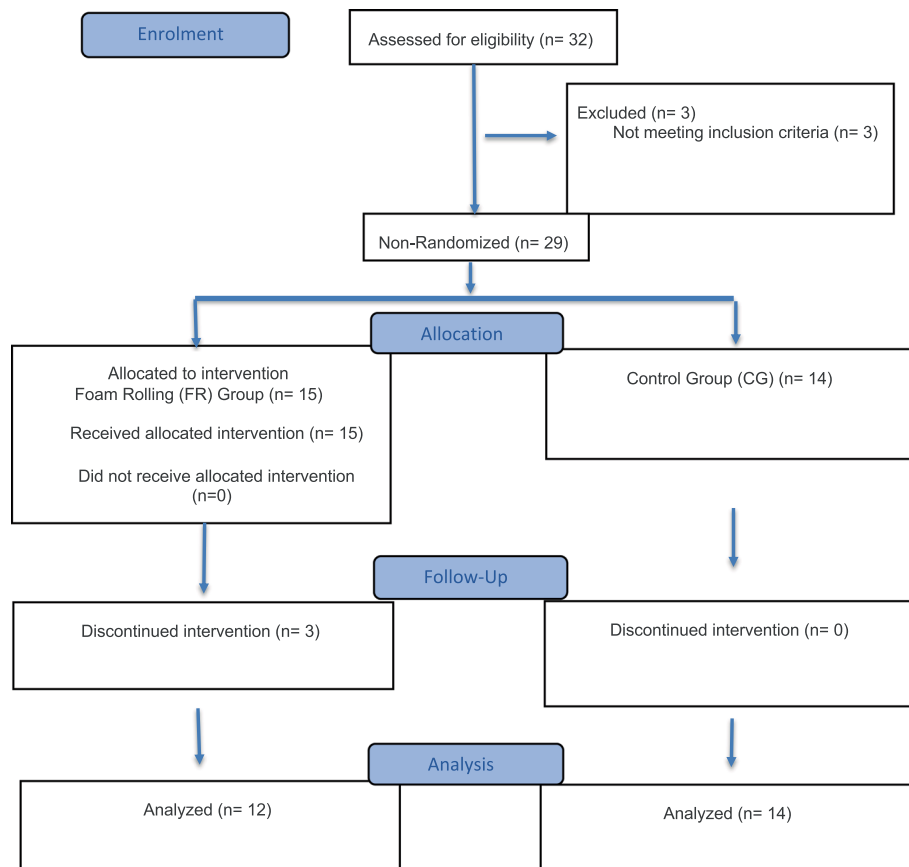 Enrolment
Assessed for eligibility (n= 32)
Excluded (n= 3)
Not meeting inclusion criteria (n= 3)
Non-Randomized (n= 29)
Allocation
Allocated to intervention
Foam Rolling (FR) Group (n= 15)
Received allocated intervention (n= 15)
Did not receive allocated intervention
(n=0)
Control Group (CG) (n= 14)
Follow-Up
Discontinued intervention (n= 3)
Discontinued intervention (n= 0)
Analysis
Analyzed (n= 12)
Analyzed (n= 14)